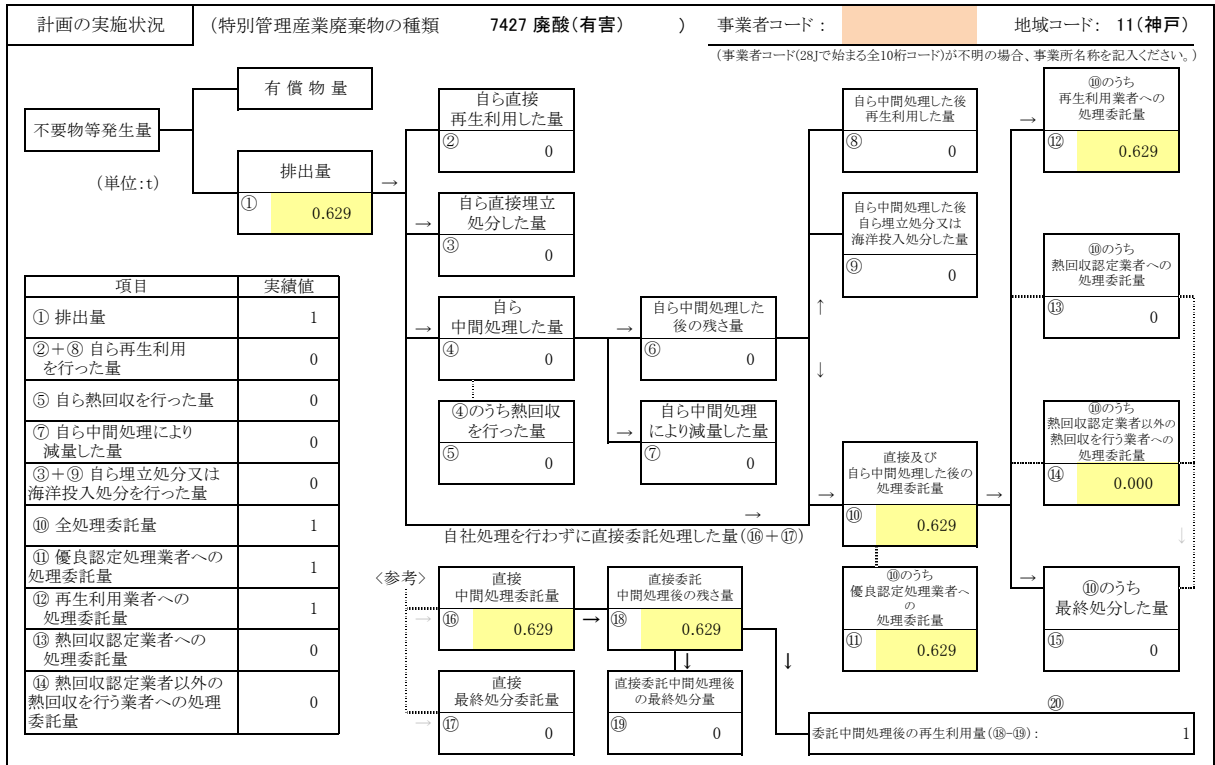 計画の実施状況
(特別管理産業廃棄物の種類 7427 廃酸(有害) )
事業者コード:
地域コード: 11(神戸)
(事業者コード(28Jで始まる全10桁コード)が不明の場合、事業所名称を記入ください。)
不要物等発生量
(単位:t)
有 償 物 量
排出量
→
① 0.629
自ら直接
再生利用した量
② 0
→
自ら直接埋立
処分した量
③ 0
→
自ら
中間処理した量
④ 0
④のうち熱回収
を行った量
⑤ 0
→
自ら中間処理した
後の残さ量
⑥ 0
→
自ら中間処理
により減量した量
⑦ 0
自ら中間処理した後
再生利用した量
⑧ 0
自ら中間処理した後
自ら埋立処分又は
海洋投入処分した量
⑨ 0
↑
↓
→
直接及び
自ら中間処理した後の
処理委託量
⑩ 0.629
⑩のうち
優良認定処理業者へ
の
処理委託量
⑪ 0.629
→
→
⑩のうち
再生利用業者への
処理委託量
⑫ 0.629
⑩のうち
熱回収認定業者への
処理委託量
⑬ 0
⑩のうち
熱回収認定業者以外の
熱回収を行う業者への
処理委託量
⑭ 0.000
↓
→
⑩のうち
最終処分した量
⑮ 0
→
自社処理を行わずに直接委託処理した量(⑯+⑰)
<参考>
→
直接
中間処理委託量
⑯ 0.629
→
直接委託
中間処理後の残さ量
⑱ 0.629
↓
↓
→
直接
最終処分委託量
⑰ 0
直接委託中間処理後
の最終処分量
⑲ 0
⑳
委託中間処理後の再生利用量(⑱-⑲): 1
項目 実績値
① 排出量 1
②+⑧ 自ら再生利用
を行った量 0
⑤ 自ら熱回収を行った量 0
⑦ 自ら中間処理により
減量した量 0
③+⑨ 自ら埋立処分又は
海洋投入処分を行った量 0
⑩ 全処理委託量 1
⑪ 優良認定処理業者への
処理委託量 1
⑫ 再生利用業者への
処理委託量 1
⑬ 熱回収認定業者への
処理委託量 0
⑭ 熱回収認定業者以外の
熱回収を行う業者への処理
委託量 0